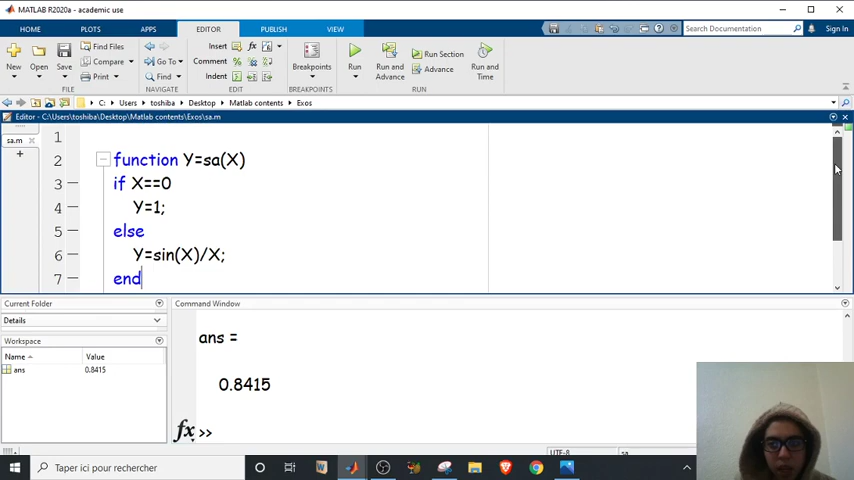 MATLAB R2020a - academic use
HOME PLOTS APPS EDITOR PUBLISH VIEW Search Documentation Sign In
New Open Save Find Files Compare Print
Go To Find
Insert Comment Indent
Breakpoints Run Run and Advance Run Section Advance Run and Time
FILE NAVIGATE EDIT BREAKPOINTS RUN
C: Users toshiba Desktop Matlab contents Exos
Editor - C:\Users\toshiba\Desktop\Matlab contents\Exos\sa.m
sa.m
1
2 function Y=sa(X)
3 if X==0
4 Y=1;
5 else
6 Y=sin(X)/X;
7 end
Current Folder
Details
Workspace
Name Value
ans 0.8415
Command Window
ans =
0.8415
fx >>
UTF-8 sa
Taper ici pour rechercher